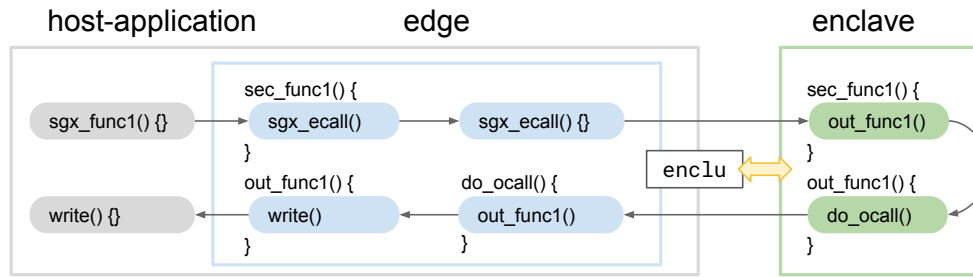 host-application edge enclave
sec_func1() { sec_func1() {
sgx_func1() {} sgx_ecall() sgx_ecall() {} out_func1()
} }
enclu
out_func1() { do_ocall() { out_func1() {
write() {} write() out_func1() do_ocall()
} } }